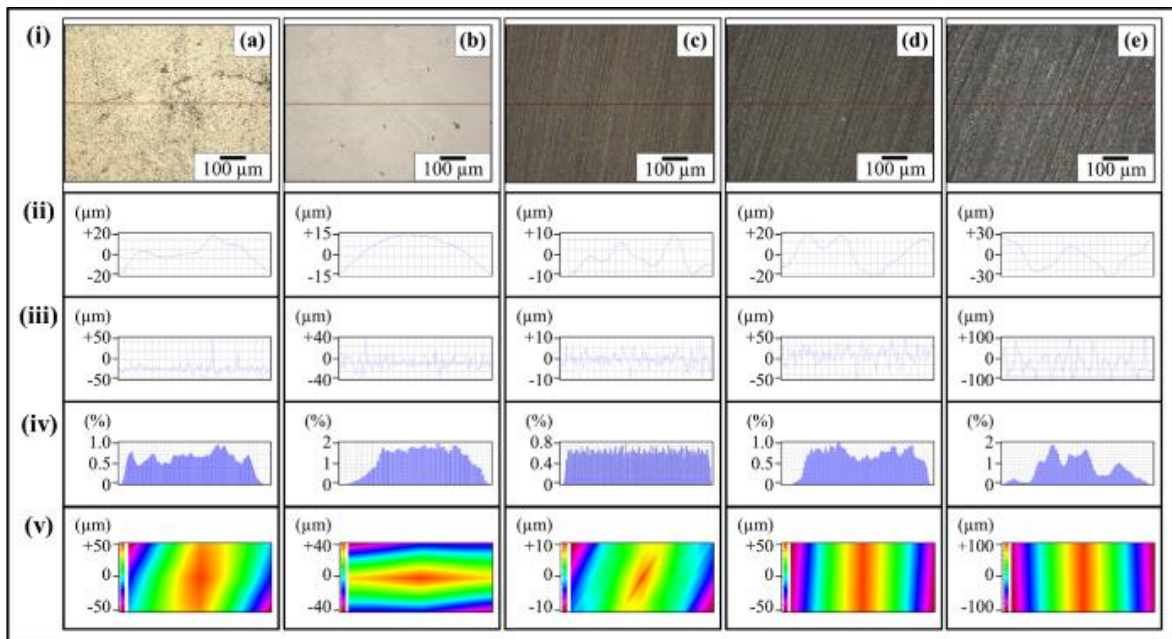 (i) (a) (b) (c) (d) (e)
100 µm 100 µm 100 µm 100 µm 100 µm
(ii) (µm) (µm) (µm) (µm) (µm)
+20 +15 +10 +20 +30
0 0 0 0 0
-20 -15 -10 -20 -30
(iii) (µm) (µm) (µm) (µm) (µm)
+50 +40 +10 +50 +100
0 0 0 0 0
-50 -40 -10 -50 -100
(iv) (%) (%) (%) (%) (%)
1.0 2 0.8 1.0 2
0.5 1 0.4 0.5 1
0 0 0 0 0
(v) (µm) (µm) (µm) (µm) (µm)
+50 +40 +10 +50 +100
0 0 0 0 0
-50 -40 -10 -50 -100